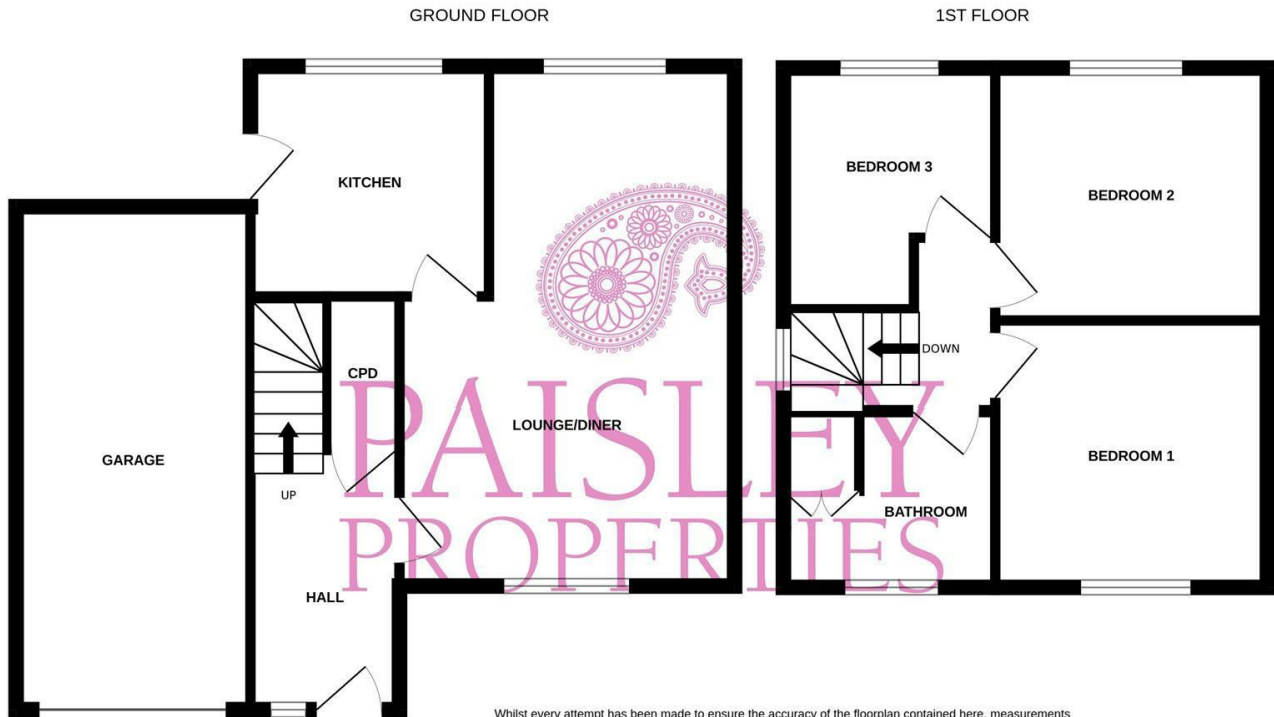 GROUND FLOOR
1ST FLOOR
KITCHEN
BEDROOM 3
BEDROOM 2
CPD
DOWN
LOUNGE/DINER
GARAGE
BEDROOM 1
UP
BATHROOM
HALL
PAISLEY
PROPERTIES
Whilst every attempt has been made to ensure the accuracy of the floorplan contained here, measurements